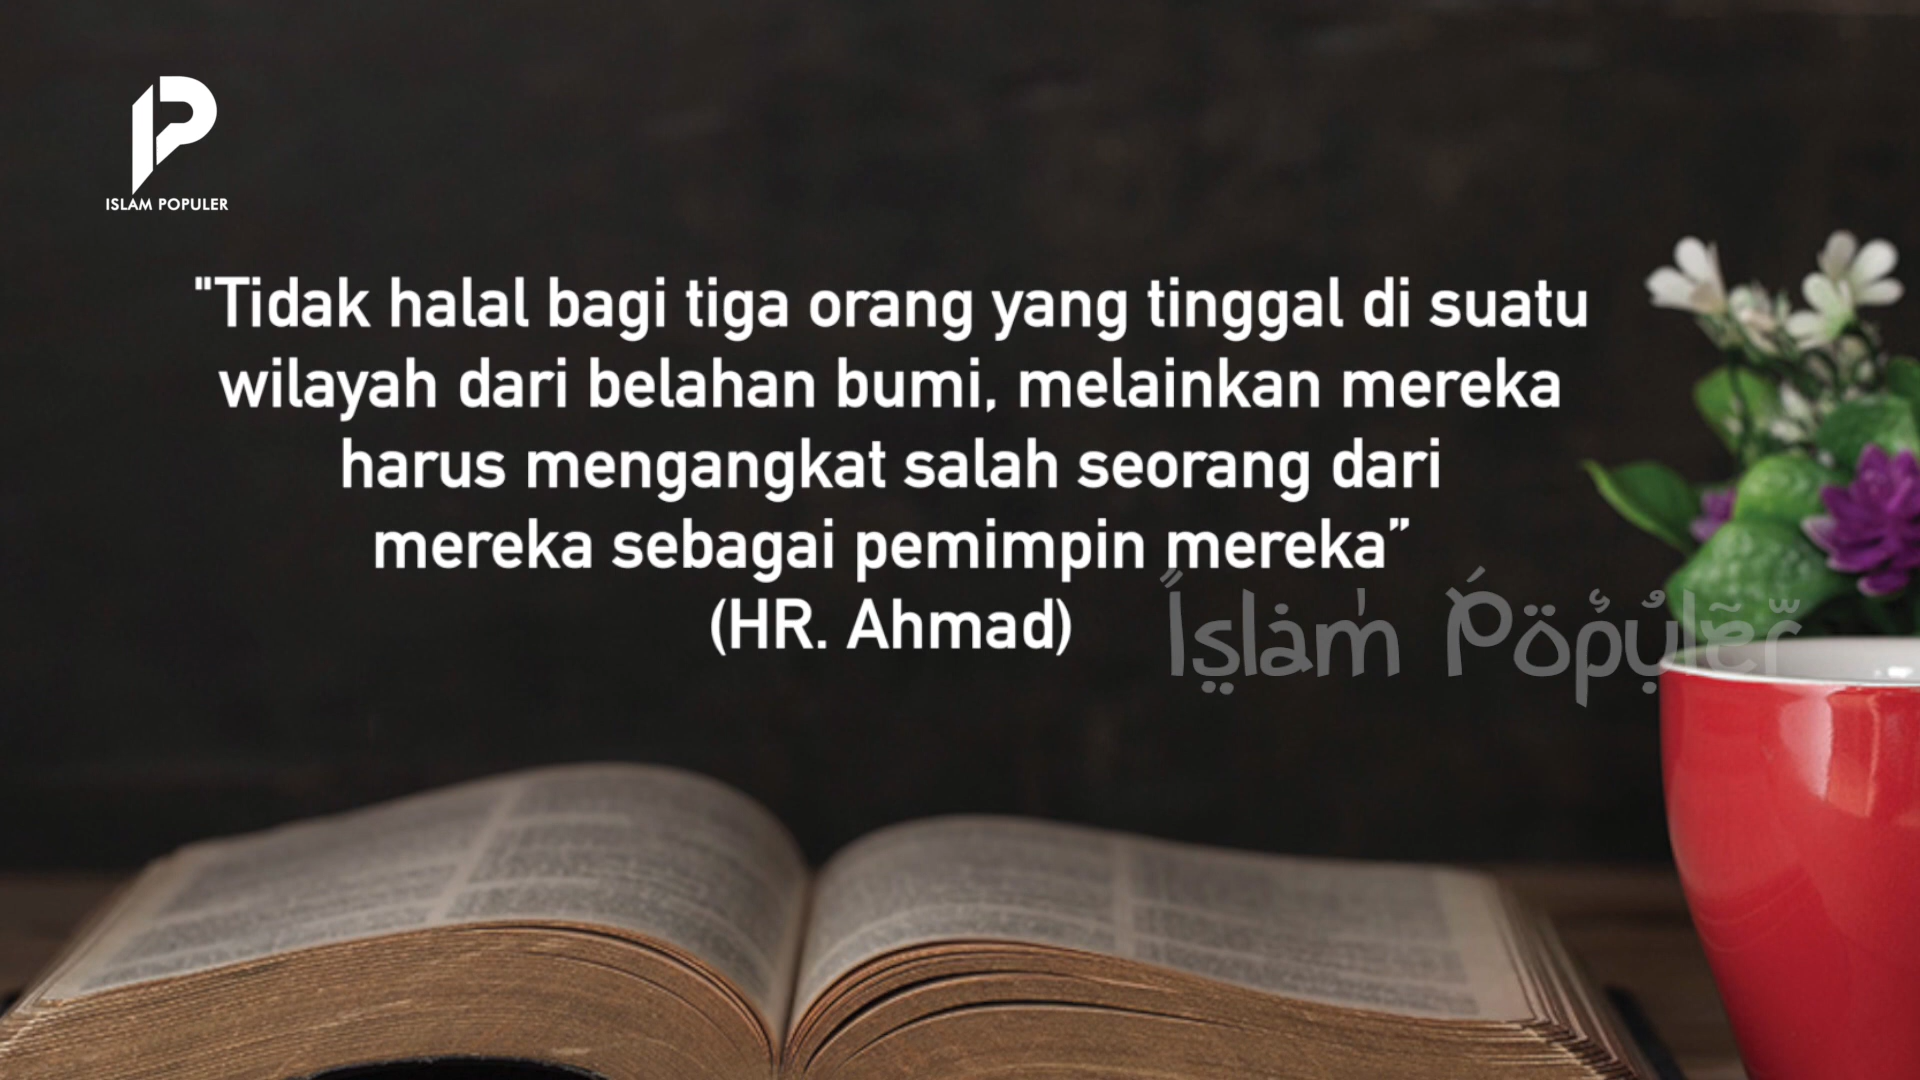 ISLAM POPULER
"Tidak halal bagi tiga orang yang tinggal di suatu
wilayah dari belahan bumi, melainkan mereka
harus mengangkat salah seorang dari
mereka sebagai pemimpin mereka”
(HR. Ahmad)
Islam Populer